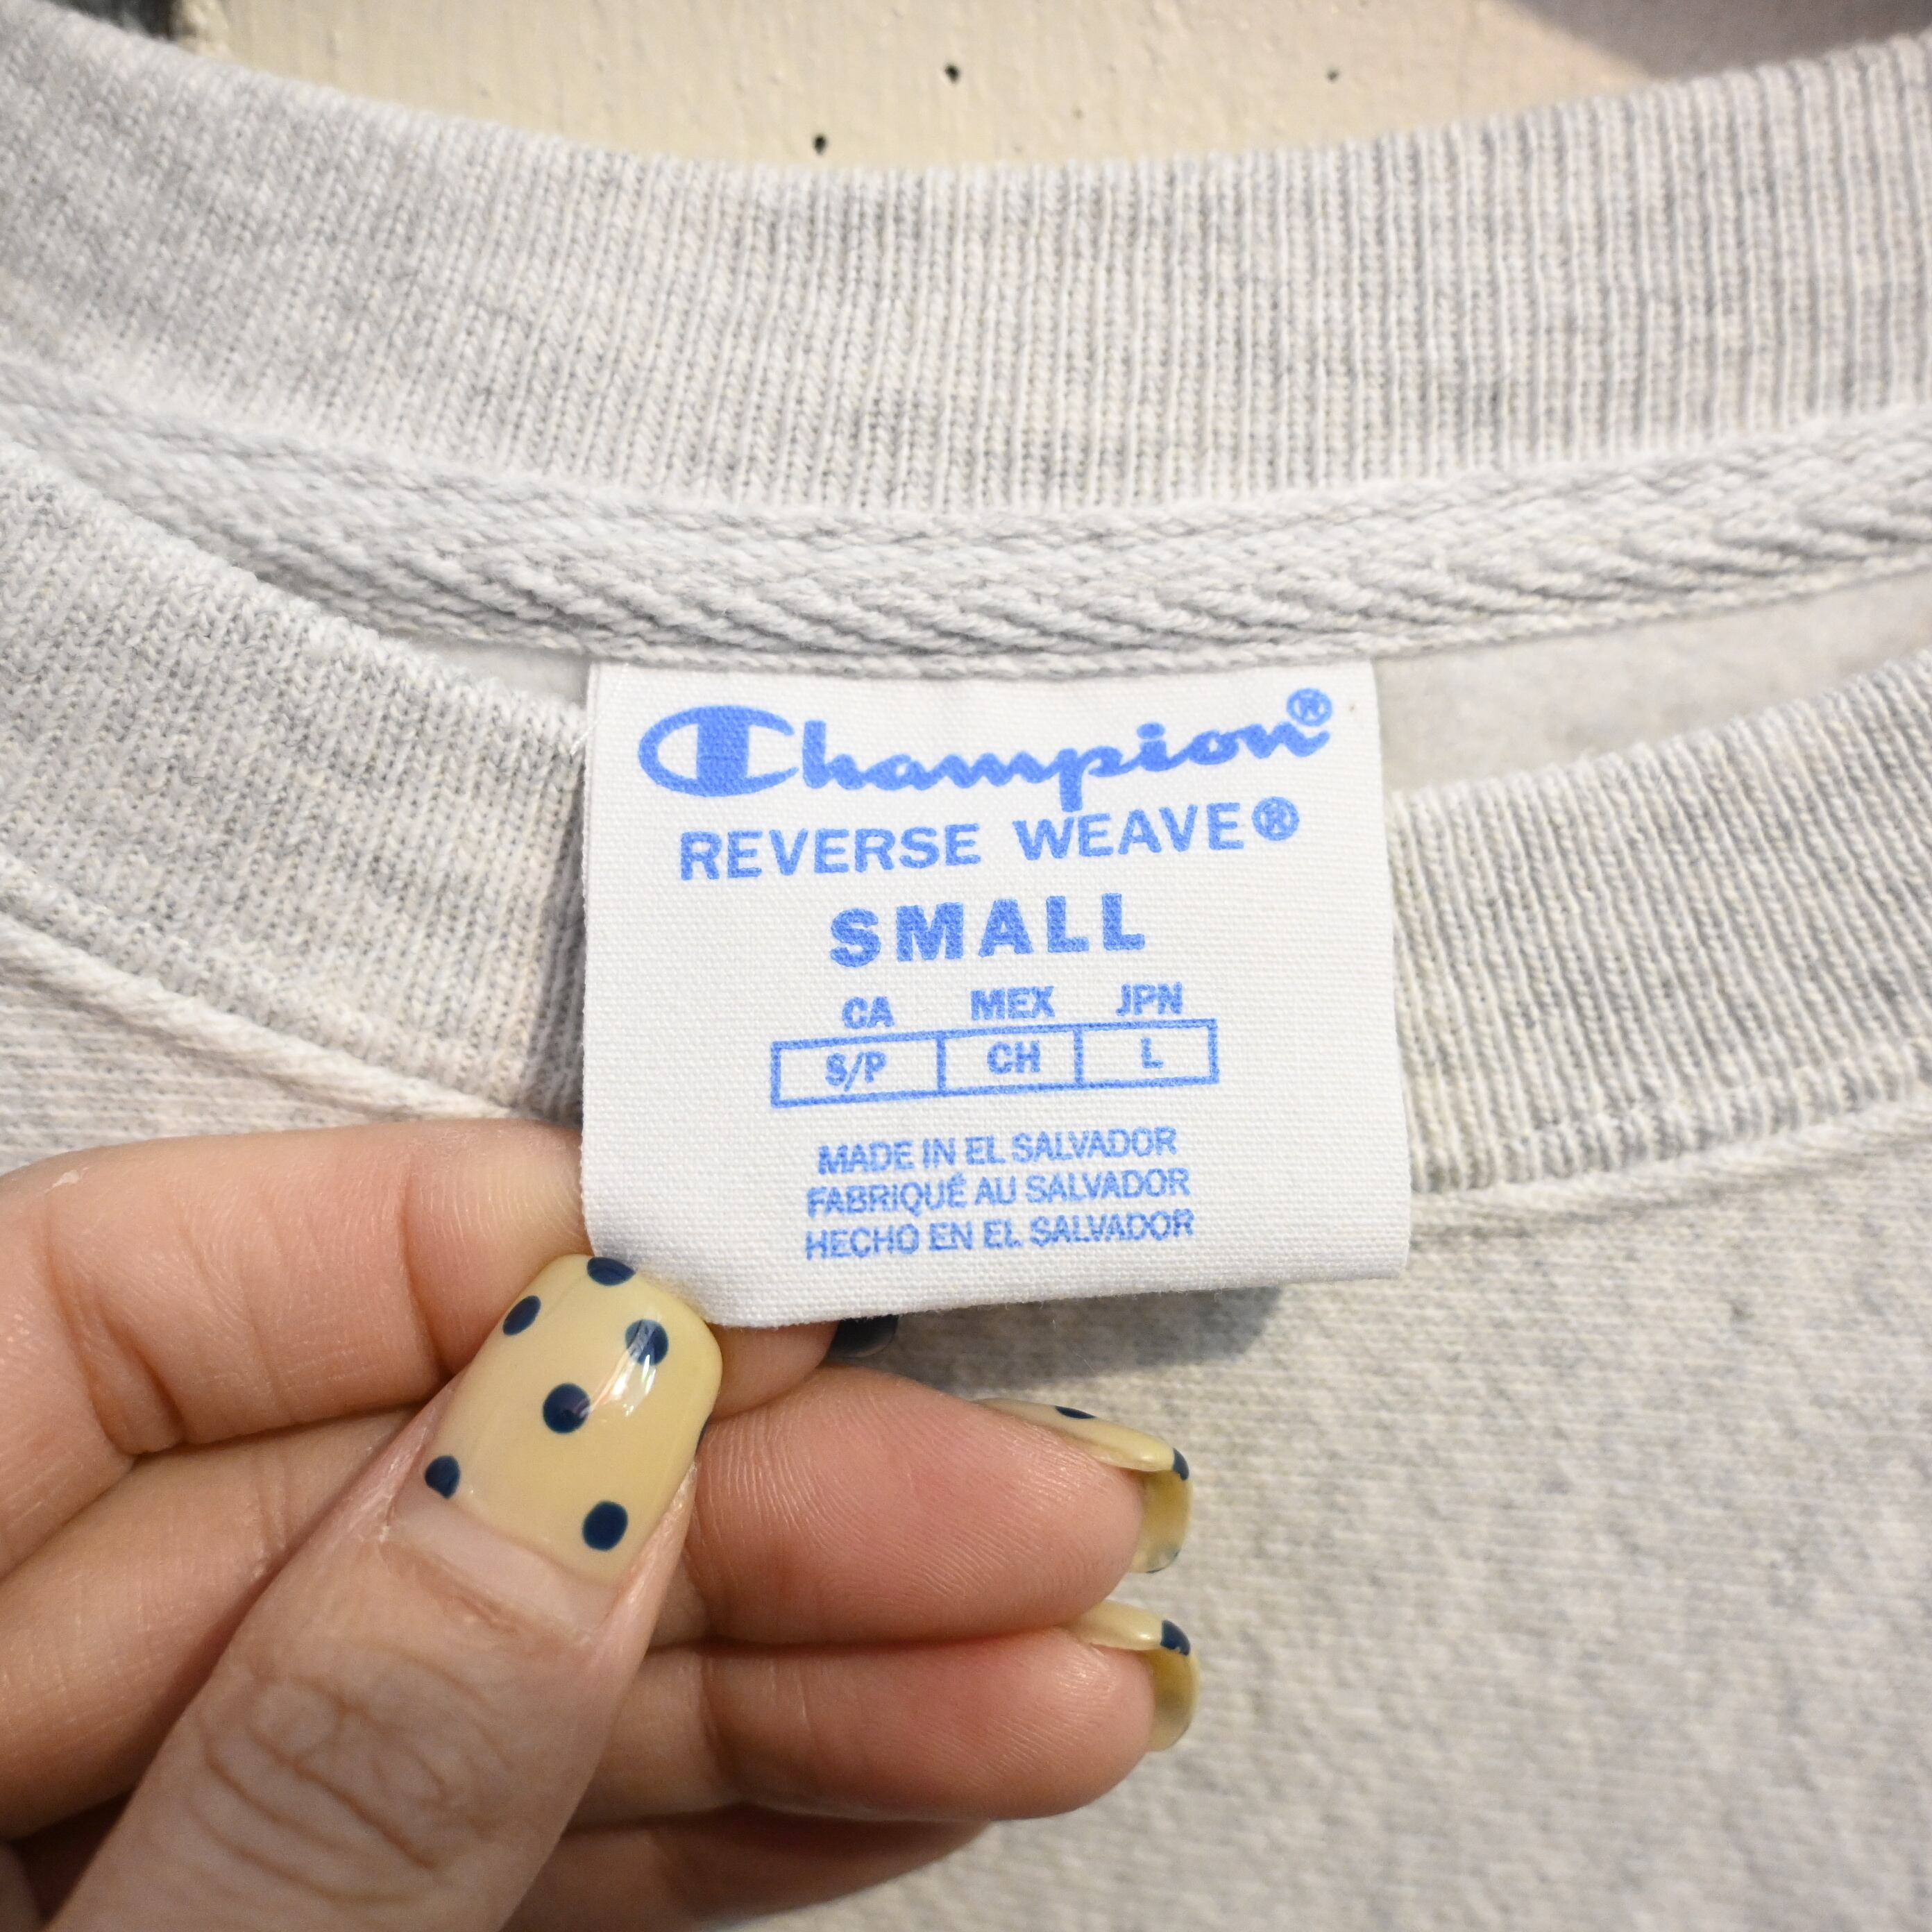 Champion®
REVERSE WEAVE®
SMALL
CA MEX JPN
S/P CH L
MADE IN EL SALVADOR
FABRIQUÉ AU SALVADOR
HECHO EN EL SALVADOR